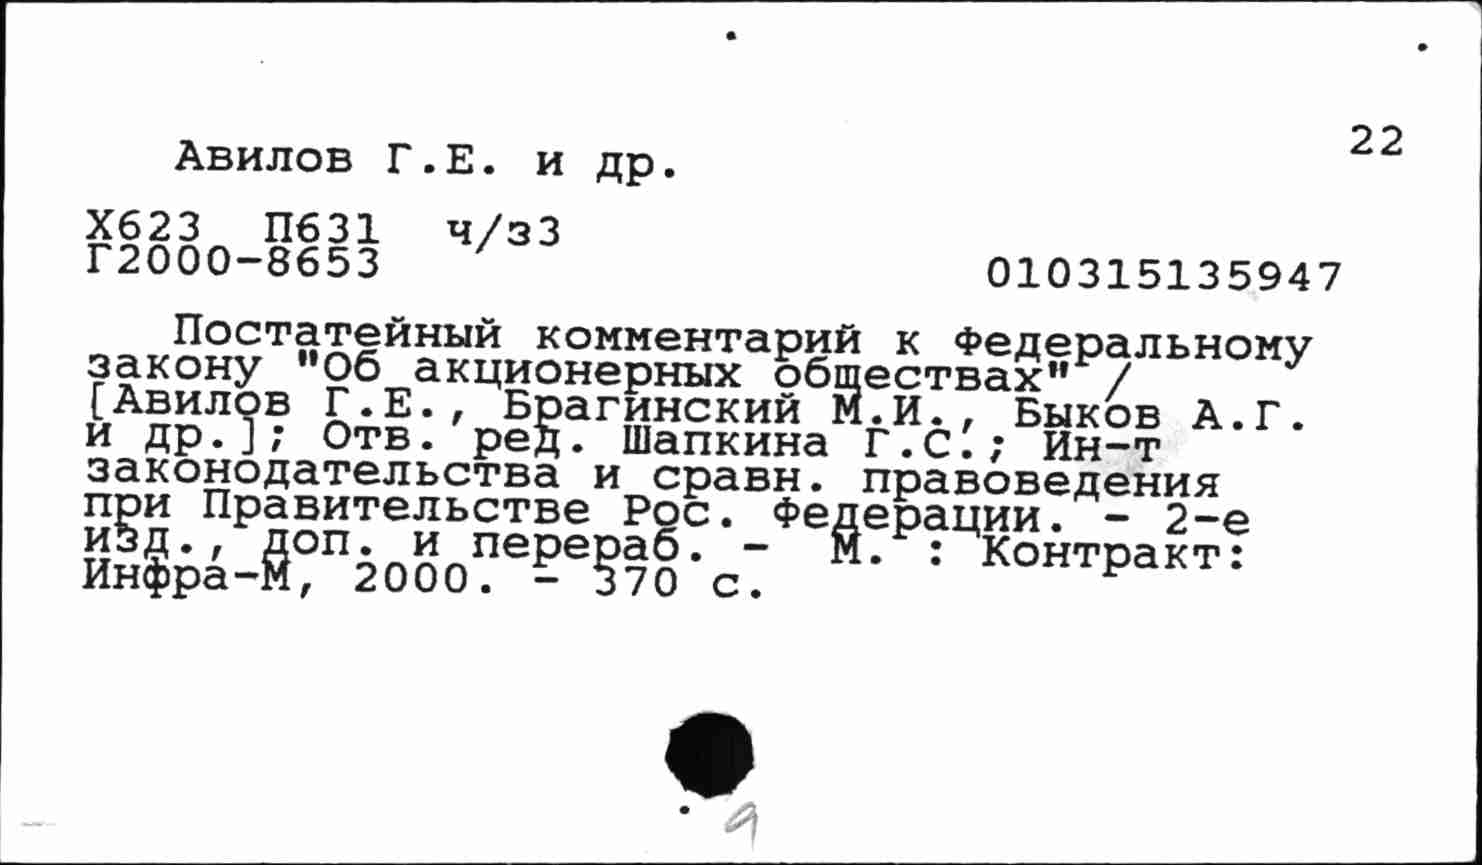 22
Авилов Г.Е. и др.
Х623 П631 ч/з3
Г2000-8653
010315135947
Постатейный комментарий к Федеральному
закону "Об акционерных обществах" /
[Авилов Г.Е., Брагинский М.И., Быков А.Г.
и др.]; Отв. ред. Шапкина Г.С.; Ин-т
законодательства и сравн. правоведения
при Правительстве Рос. Федерации. - 2-е
изд., доп. и перераб. - М. : Контракт:
Инфра-М, 2000. - 370 с.
9